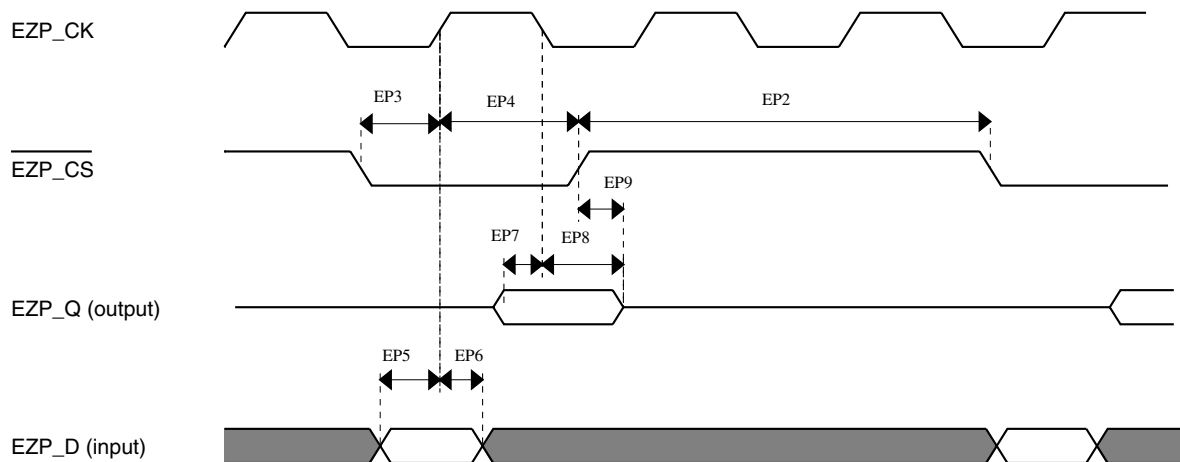 EZP_CK
EP3
EP4
EP2
EZP_CS
EP9
EP7
EP8
EZP_Q (output)
EP5
EP6
EZP_D (input)